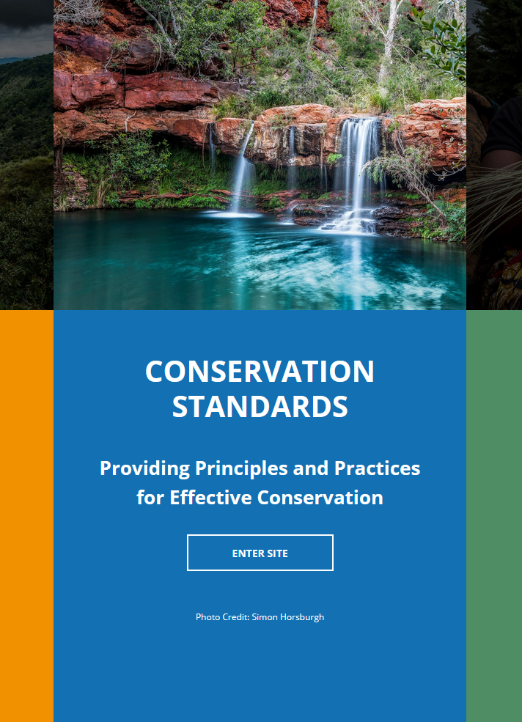 CONSERVATION
STANDARDS
Providing Principles and Practices
for Effective Conservation
ENTER SITE
Photo Credit: Simon Horsburgh